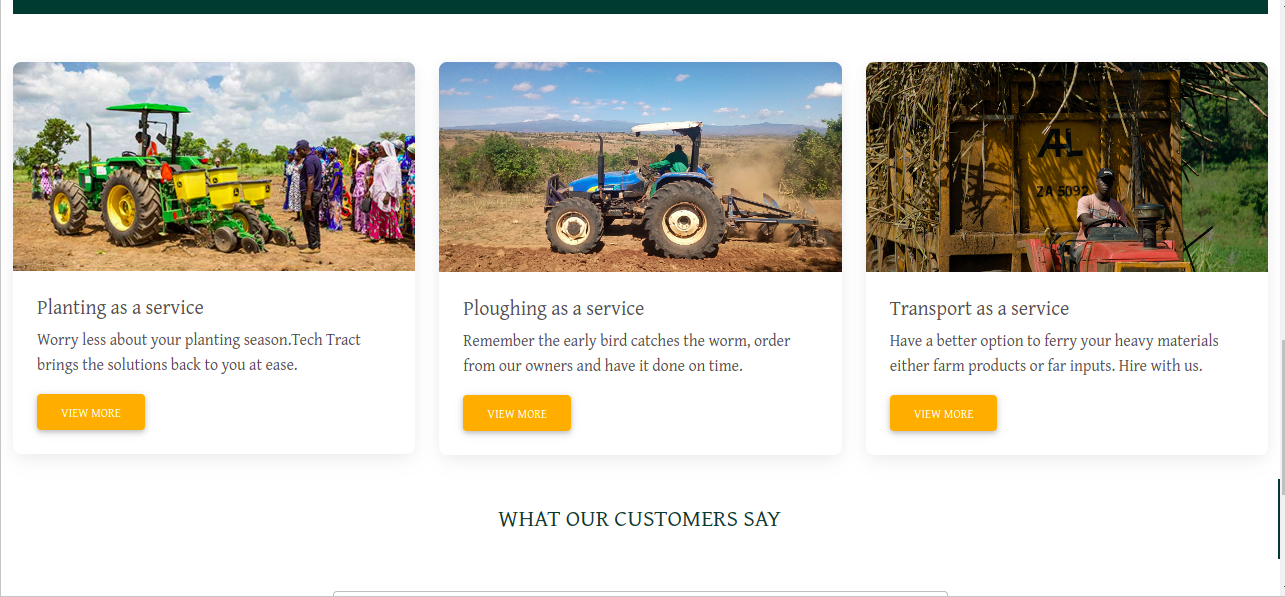 AL
ZA 5092
Planting as a service
Worry less about your planting season.Tech Tract
brings the solutions back to you at ease.
VIEW MORE
Ploughing as a service
Remember the early bird catches the worm, order
from our owners and have it done on time.
VIEW MORE
Transport as a service
Have a better option to ferry your heavy materials
either farm products or far inputs. Hire with us.
VIEW MORE
WHAT OUR CUSTOMERS SAY